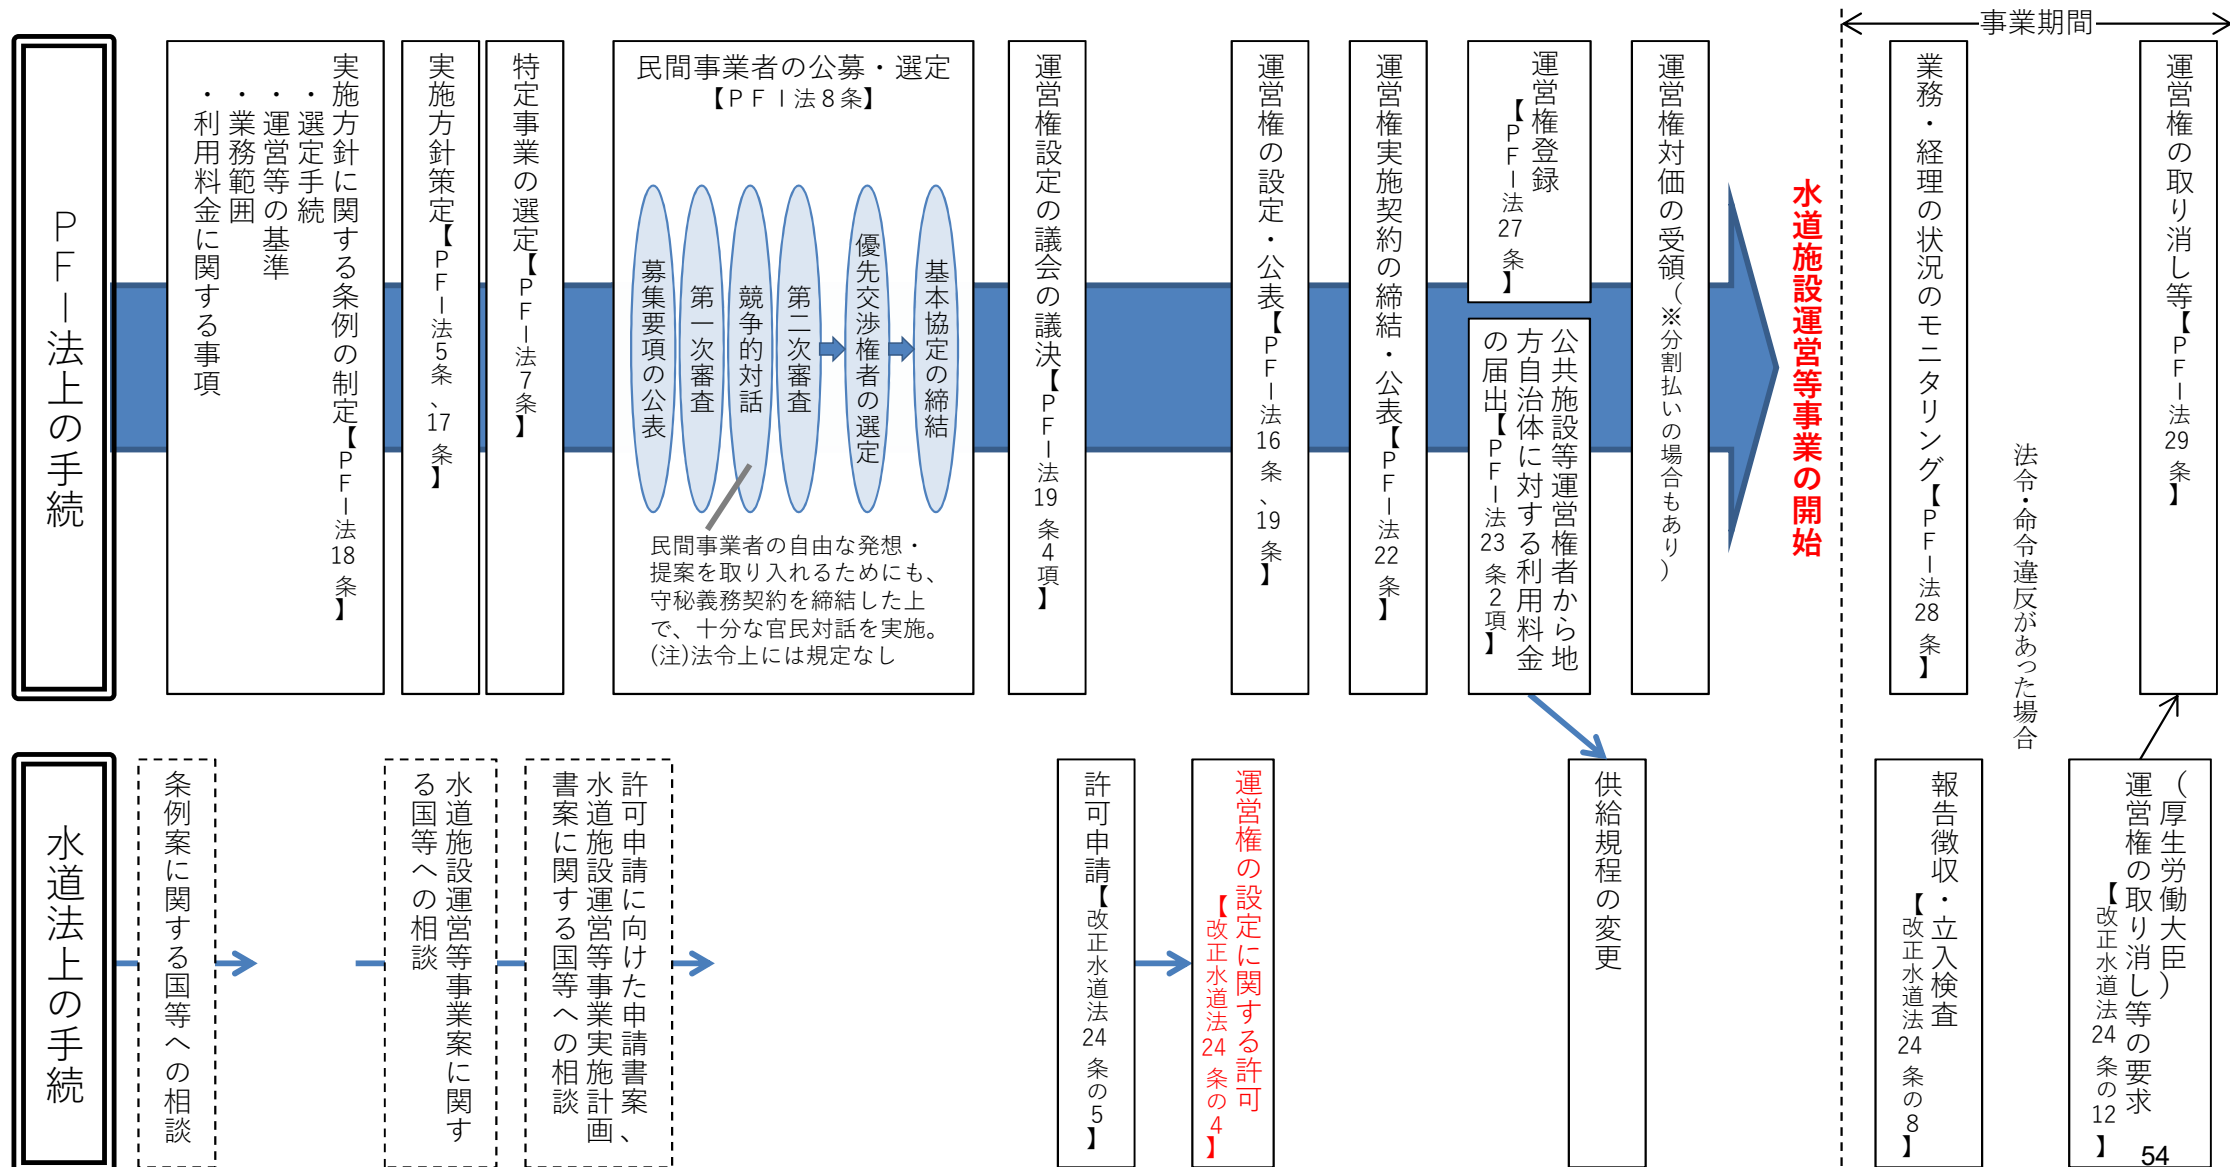 事業期間
PFI法上の手続
実施方針に関する条例の制定【PFI法18条】
・選定手続
・運営等の基準
・業務範囲
・利用料金に関する事項
実施方針策定【PFI法5条、17条】
特定事業の選定【PFI法7条】
民間事業者の公募・選定
【PFI法8条】
募集要項の公表
第一次審査
競争的対話
第二次審査
優先交渉権者の選定
基本協定の締結
民間事業者の自由な発想・
提案を取り入れるためにも、
守秘義務契約を締結した上
で、十分な官民対話を実施。
(注)法令上には規定なし
運営権設定の議会の議決【PFI法19条4項】
運営権の設定・公表【PFI法16条、19条】
運営権実施契約の締結・公表【PFI法22条】
運営権登録
【PFI法27条】
公共施設等運営権者から地
方自治体に対する利用料金
の届出【PFI法23条2項】
運営権対価の受領(※分割払いの場合もあり)
水道施設運営等事業の開始
業務・経理の状況のモニタリング【PFI法28条】
法令・命令違反があった場合
運営権の取り消し等【PFI法29条】
水道法上の手続
条例案に関する国等への相談
水道施設運営等事業案に関す
る国等への相談
許可申請に向けた申請書案、
水道施設運営等事業実施計画
書案に関する国等への相談
許可申請【改正水道法24条の5】
運営権の設定に関する許可
【改正水道法24条の4】
供給規程の変更
報告徴収・立入検査
【改正水道法24条の8】
(厚生労働大臣)
運営権の取り消し等の要求
【改正水道法24条の12】
54